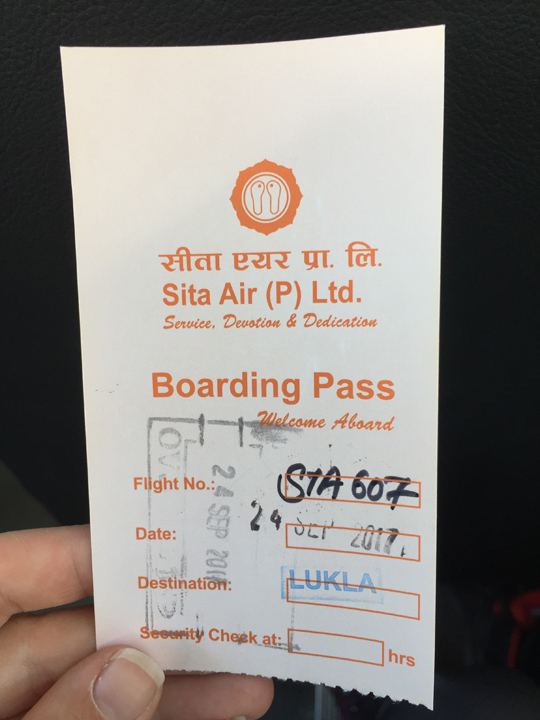 सीता एयर प्रा. लि.
Sita Air (P) Ltd.
Service, Devotion & Dedication
Boarding Pass
Welcome Aboard
Flight No.: STA 607
Date: 24 SEP 2017
Destination: LUKLA
Security Check at: hrs
24 SEP